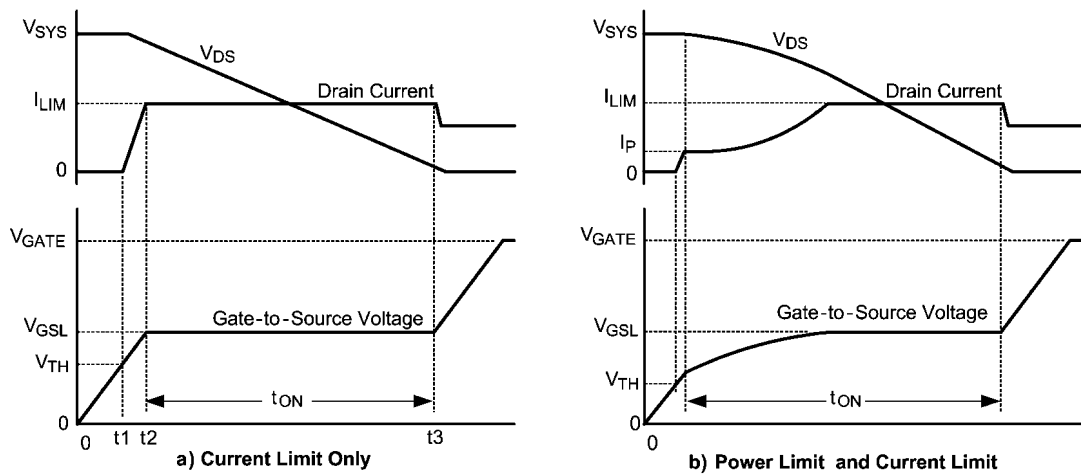 VSYS
VDS
ILIM
Drain Current
0
VGATE
VGSL
Gate-to-Source Voltage
VTH
tON
0
0
t1
t2
t3
a) Current Limit Only
VSYS
VDS
ILIM
Drain Current
IP
0
VGATE
VGSL
Gate-to-Source Voltage
VTH
tON
0
0
b) Power Limit and Current Limit